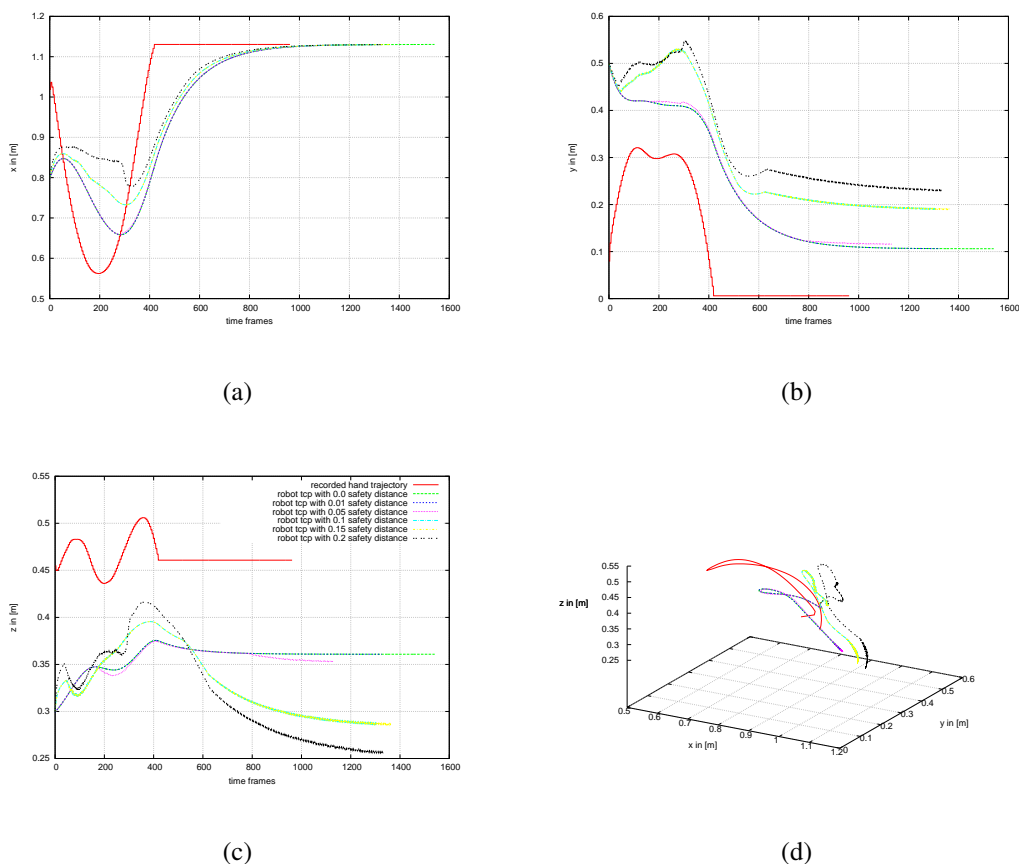 1.3
1.2
1.1
1
0.9
0.8
0.7
0.6
0.5
x in [m]
0 200 400 600 800 1000 1200 1400 1600
time frames
(a)
0.6
0.5
0.4
0.3
0.2
0.1
0
y in [m]
0 200 400 600 800 1000 1200 1400 1600
time frames
(b)
0.55
0.5
0.45
0.4
0.35
0.3
0.25
z in [m]
recorded hand trajectory
robot tcp with 0.0 safety distance
robot tcp with 0.01 safety distance
robot tcp with 0.05 safety distance
robot tcp with 0.1 safety distance
robot tcp with 0.15 safety distance
robot tcp with 0.2 safety distance
0 200 400 600 800 1000 1200 1400 1600
time frames
(c)
0.55
0.5
0.45
0.4
0.35
0.3
0.25
z in [m]
0.5 0.6 0.7 0.8 0.9 1 1.1 1.2
x in [m]
0 0.1 0.2 0.3 0.4 0.5 0.6
y in [m]
(d)